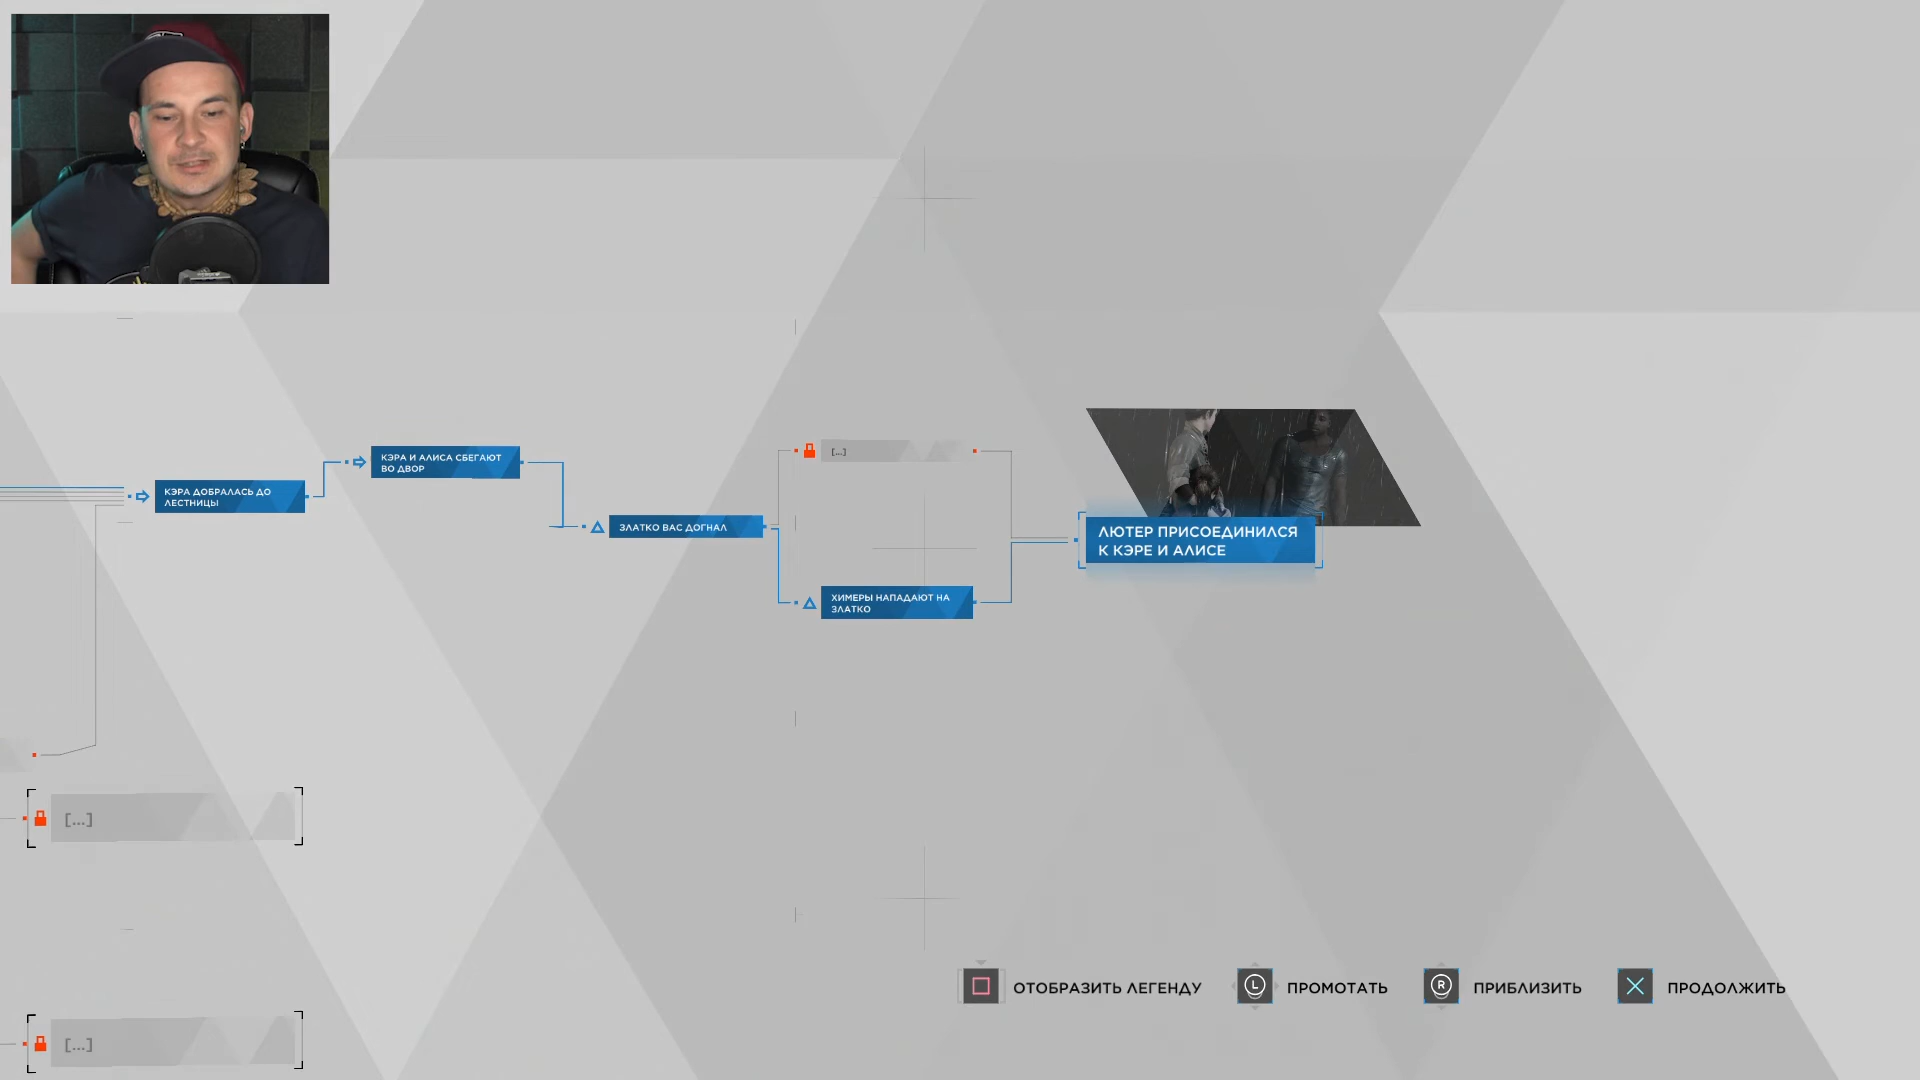 КЭРА И АЛИСА СБЕГАЮТ
ВО ДВОР
КЭРА ДОБРАЛАСЬ ДО
ЛЕСТНИЦЫ
ЗЛАТКО ВАС ДОГНАЛ
[...]
ЛЮТЕР ПРИСОЕДИНИЛСЯ
К КЭРЕ И АЛИСЕ
ХИМЕРЫ НАПАДАЮТ НА
ЗЛАТКО
[...]
ОТОБРАЗИТЬ ЛЕГЕНДУ
L ПРОМОТАТЬ
R ПРИБЛИЗИТЬ
ПРОДОЛЖИТЬ
[...]